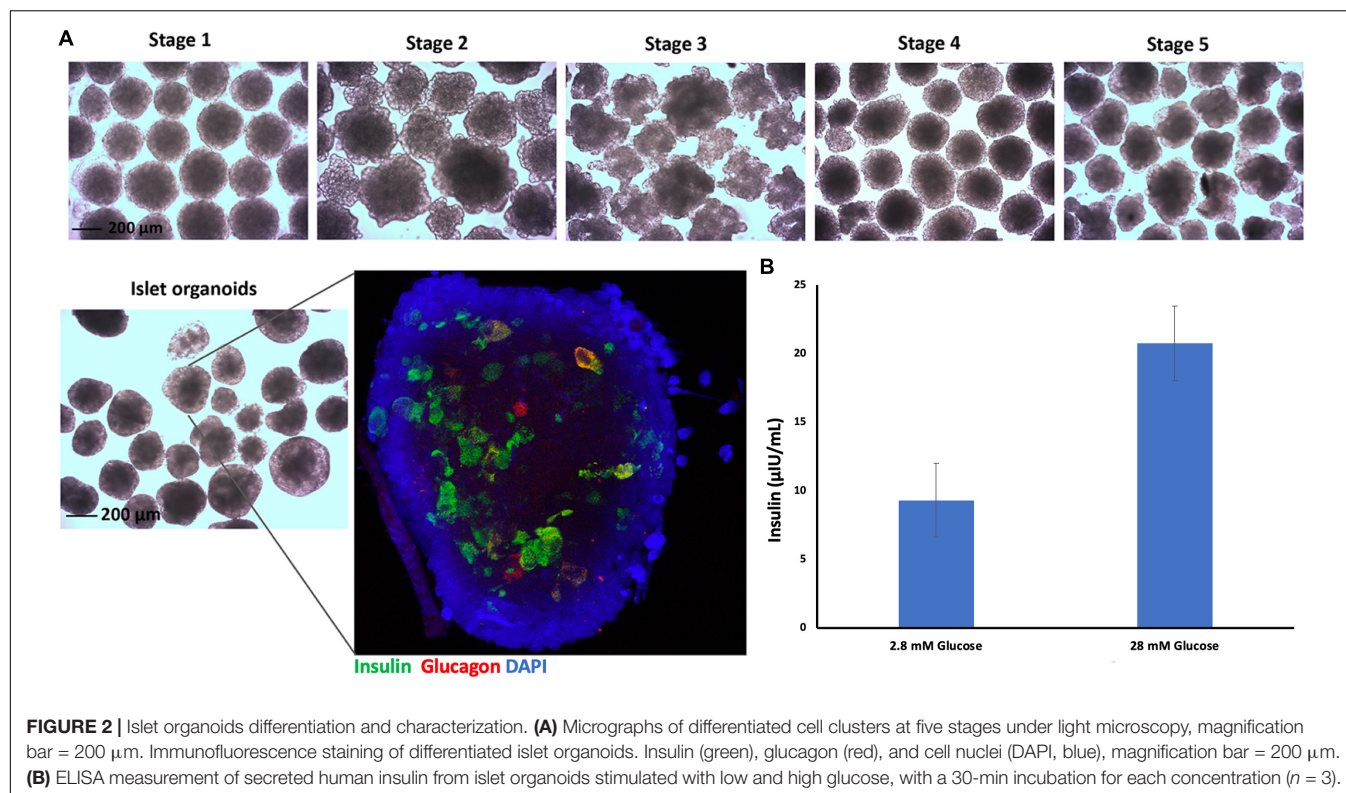 A
Stage 1
Stage 2
Stage 3
Stage 4
Stage 5
200 µm
Islet organoids
200 µm
Insulin Glucagon DAPI
B
25
20
15
10
5
0
Insulin (µIU/mL)
2.8 mM Glucose
28 mM Glucose
FIGURE 2 | Islet organoids differentiation and characterization. (A) Micrographs of differentiated cell clusters at five stages under light microscopy, magnification
bar = 200 µm. Immunofluorescence staining of differentiated islet organoids. Insulin (green), glucagon (red), and cell nuclei (DAPI, blue), magnification bar = 200 µm.
(B) ELISA measurement of secreted human insulin from islet organoids stimulated with low and high glucose, with a 30-min incubation for each concentration (n = 3).